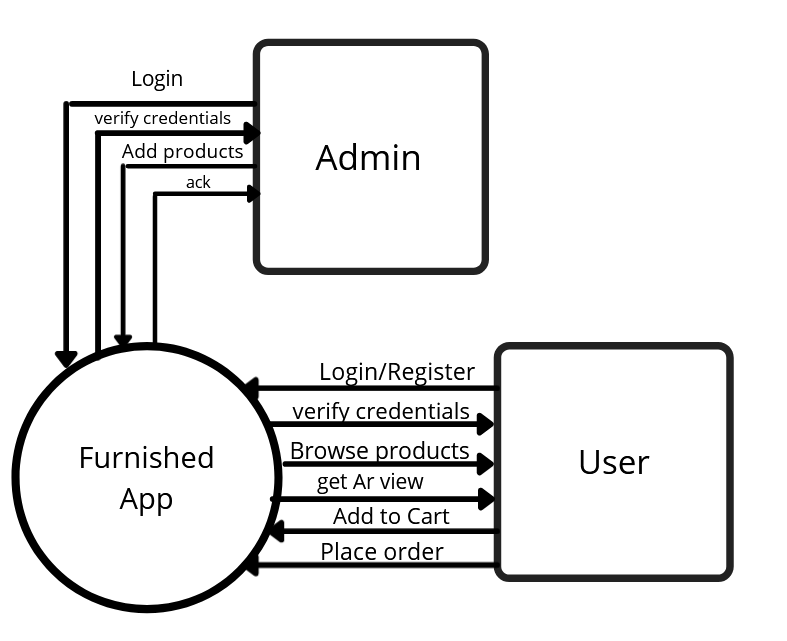 Login
verify credentials
Add products
ack
Admin
Login/Register
verify credentials
Browse products
get Ar view
Add to Cart
Place order
Furnished
App
User